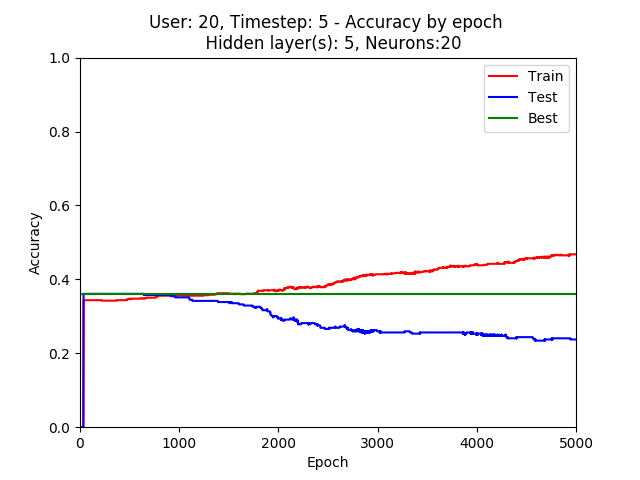 User: 20, Timestep: 5 - Accuracy by epoch
Hidden layer(s): 5, Neurons:20
1.0
0.8
0.6
0.4
0.2
0.0
Accuracy
Train
Test
Best
0 1000 2000 3000 4000 5000
Epoch